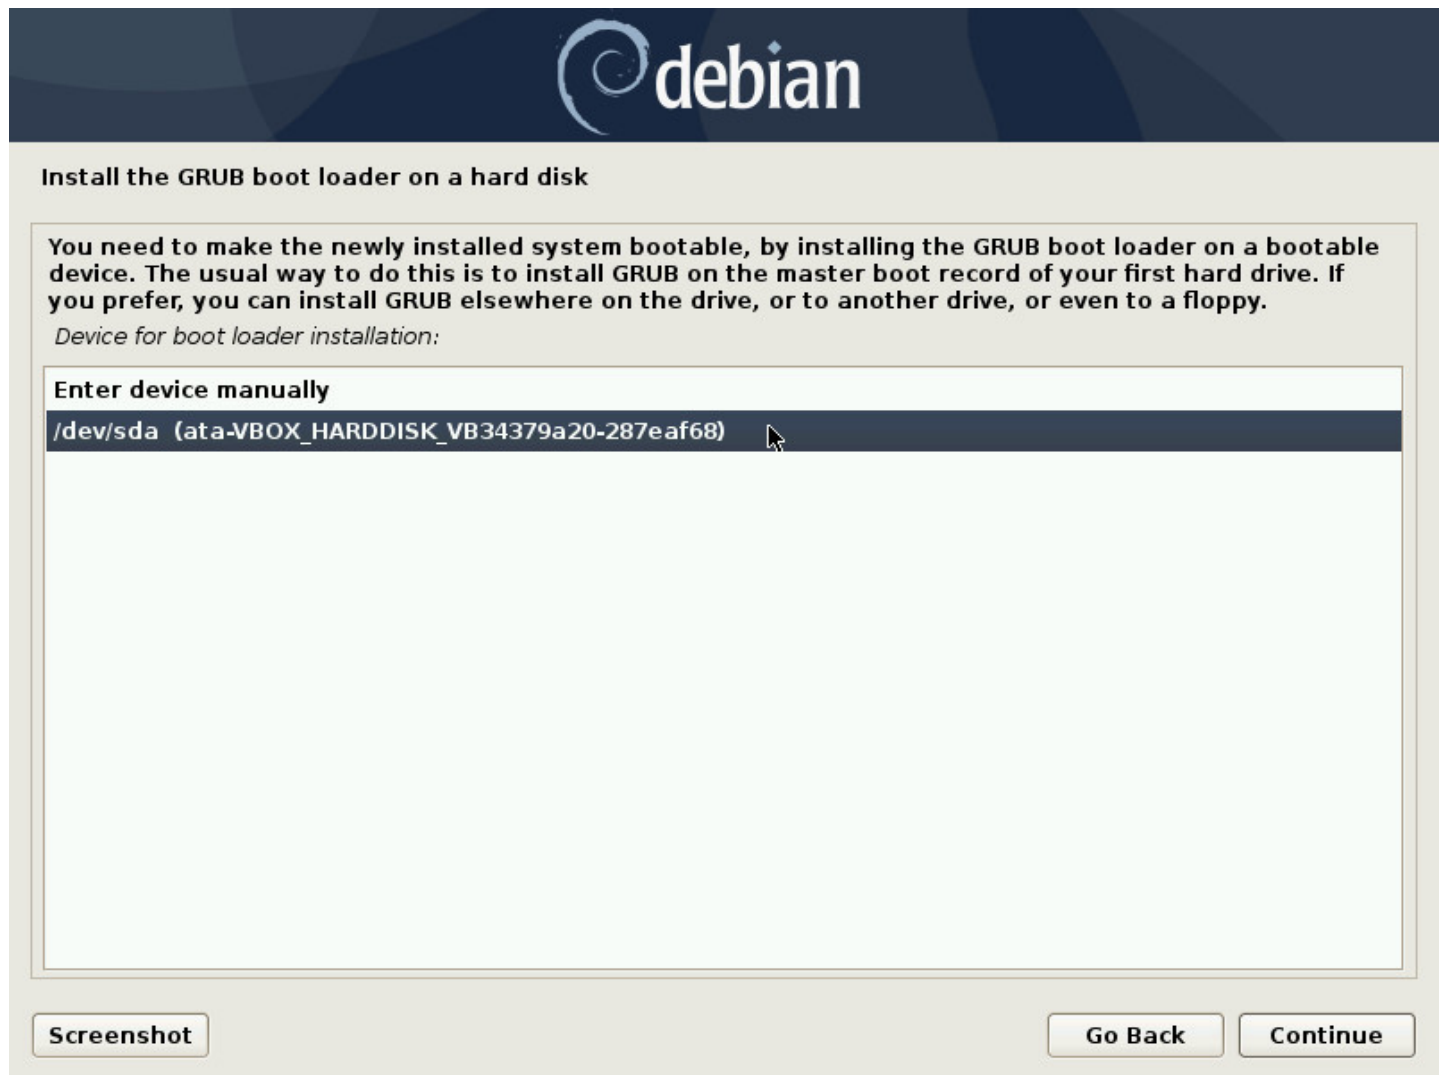 debian
Install the GRUB boot loader on a hard disk
You need to make the newly installed system bootable, by installing the GRUB boot loader on a bootable
device. The usual way to do this is to install GRUB on the master boot record of your first hard drive. If
you prefer, you can install GRUB elsewhere on the drive, or to another drive, or even to a floppy.
Device for boot loader installation:
Enter device manually
/dev/sda  (ata-VBOX_HARDDISK_VB34379a20-287eaf68)
Screenshot
Go Back
Continue